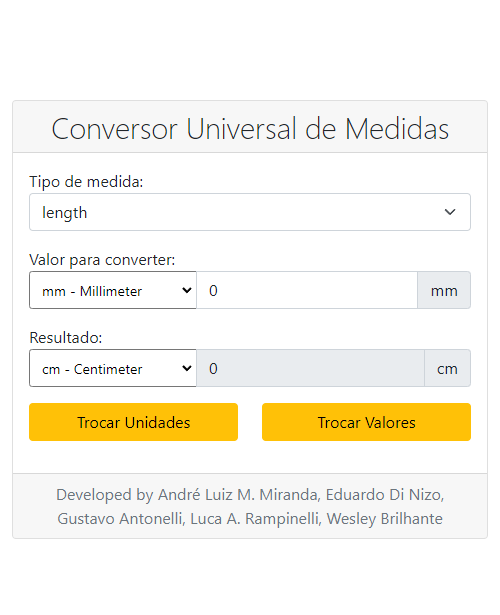 Conversor Universal de Medidas
Tipo de medida:
length
Valor para converter:
mm - Millimeter 0 mm
Resultado:
cm - Centimeter 0 cm
Trocar Unidades Trocar Valores
Developed by André Luiz M. Miranda, Eduardo Di Nizo,
Gustavo Antonelli, Luca A. Rampinelli, Wesley Brilhante